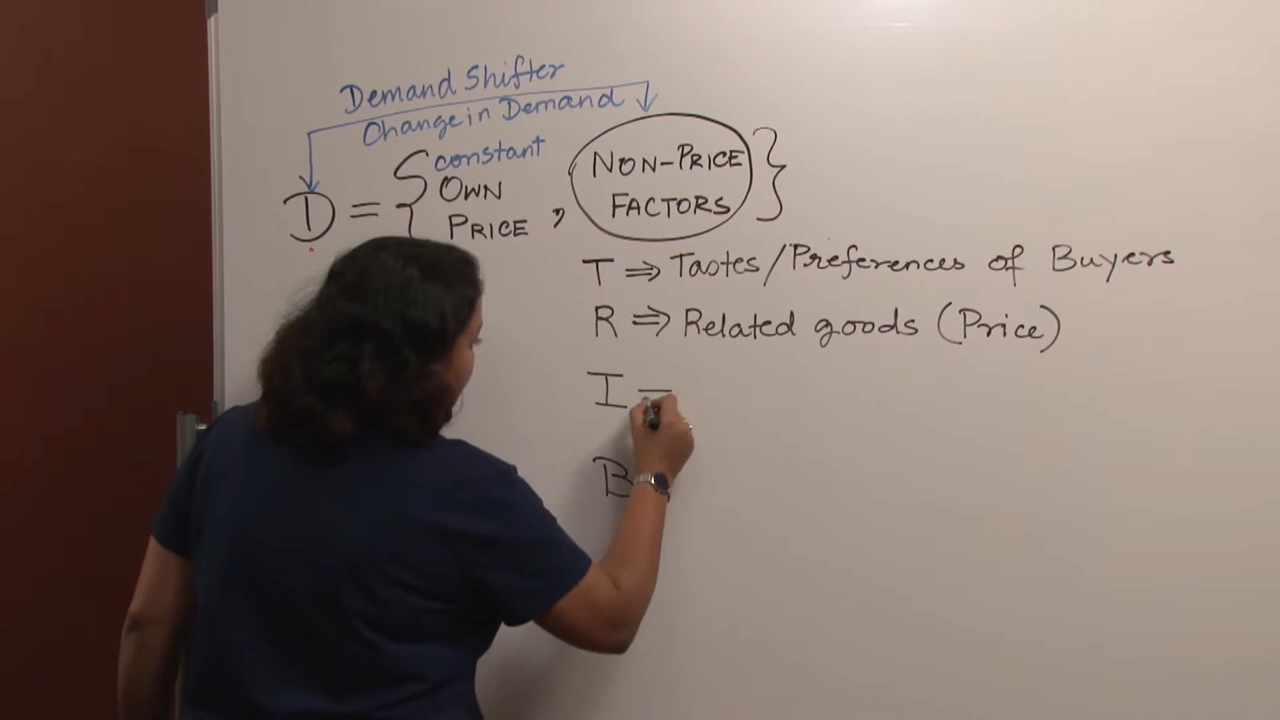 Demand Shifter
Change in Demand
constant
D = { OWN PRICE , NON-PRICE FACTORS }
T ⇒ Tastes/Preferences of Buyers
R ⇒ Related goods (Price)
I
B